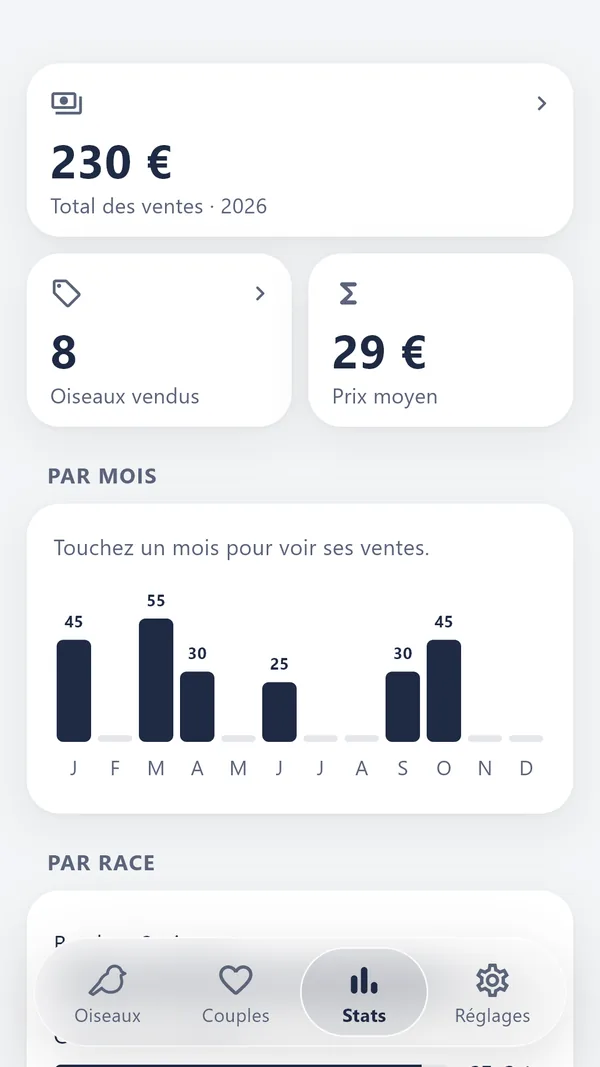 230 €
Total des ventes · 2026
8
Oiseaux vendus
29 €
Prix moyen
PAR MOIS
Touchez un mois pour voir ses ventes.
45 55 30 25 30 45
J F M A M J J A S O N D
PAR RACE
Oiseaux Couples Stats Réglages